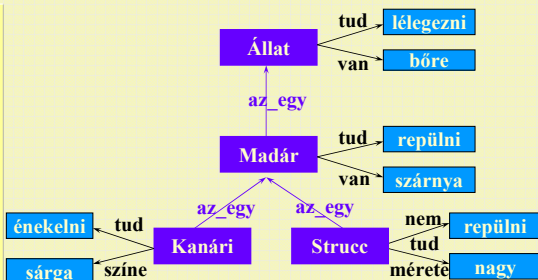 tud
lélegezni
Állat
van
bőre
az_egy
tud
repülni
Madár
van
szárnya
az_egy
az_egy
énekelni
tud
nem
repülni
Kanári
Strucc
tud
sárga
színe
mérete
nagy